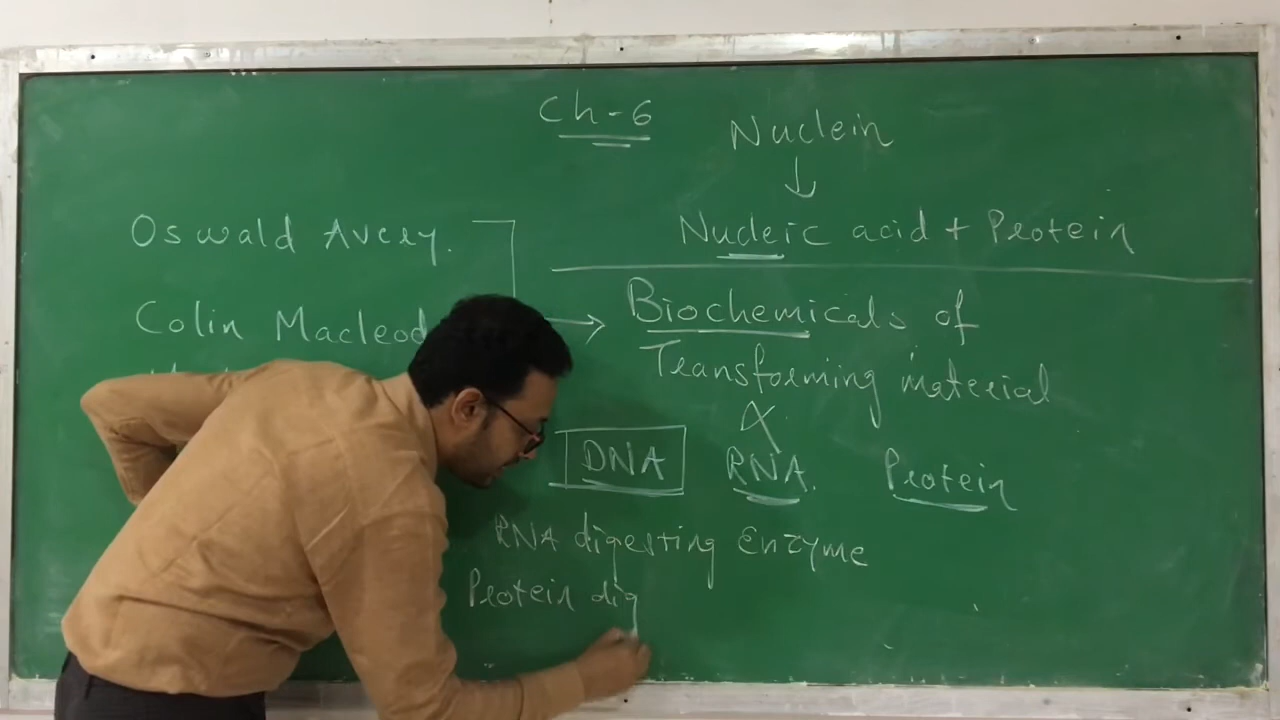 Ch-6
Nuclein
↓
Nucleic acid + Protein
Oswald Avery.
Colin Macleod
→ Biochemicals of
Transforming material
DNA RNA. Protein
RNA digesting Enzyme
Protein dig